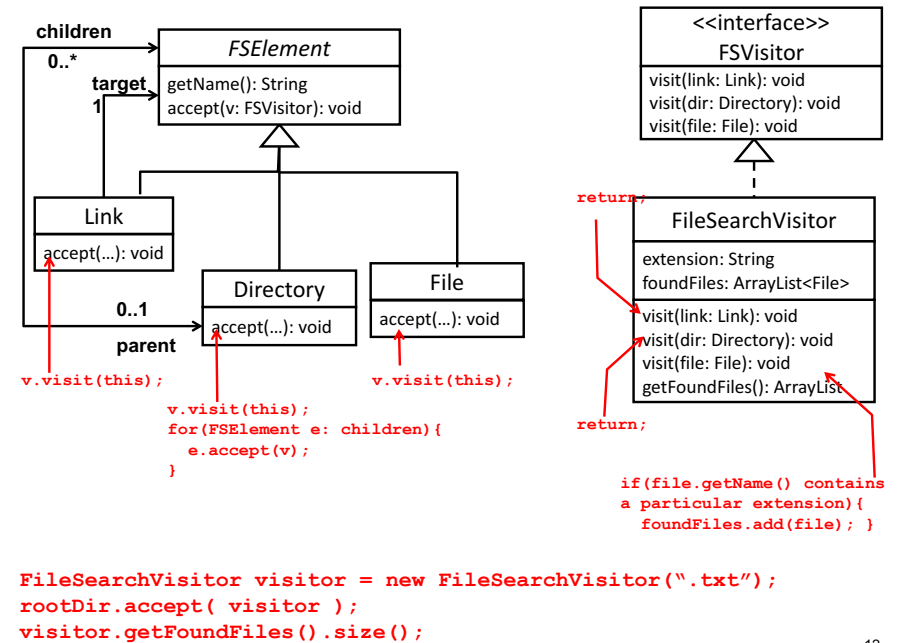 children
0..*
target
1
FSElement
getName(): String
accept(v: FSVisitor): void
<<interface>>
FSVisitor
visit(link: Link): void
visit(dir: Directory): void
visit(file: File): void
Link
accept(...): void
0..1
parent
Directory
accept(...): void
File
accept(...): void
v.visit(this);
v.visit(this);
for(FSElement e: children){
e.accept(v);
}
v.visit(this);
return;
FileSearchVisitor
extension: String
foundFiles: ArrayList<File>
visit(link: Link): void
visit(dir: Directory): void
visit(file: File): void
getFoundFiles(): ArrayList
return;
if(file.getName() contains
a particular extension){
foundFiles.add(file); }
FileSearchVisitor visitor = new FileSearchVisitor(“.txt”);
rootDir.accept( visitor );
visitor.getFoundFiles().size();